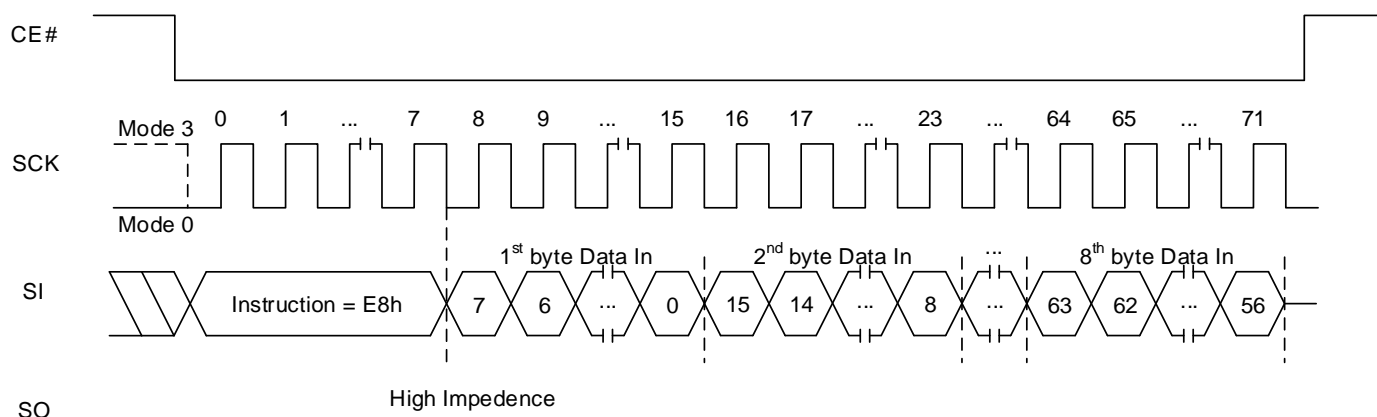 CE#
Mode 3 0 1 ... 7 8 9 ... 15 16 17 ... 23 ... 64 65 ... 71
SCK
Mode 0
1st byte Data In 2nd byte Data In ... 8th byte Data In
SI Instruction = E8h 7 6 ... 0 15 14 ... 8 ... 63 62 ... 56
High Impedence
SO